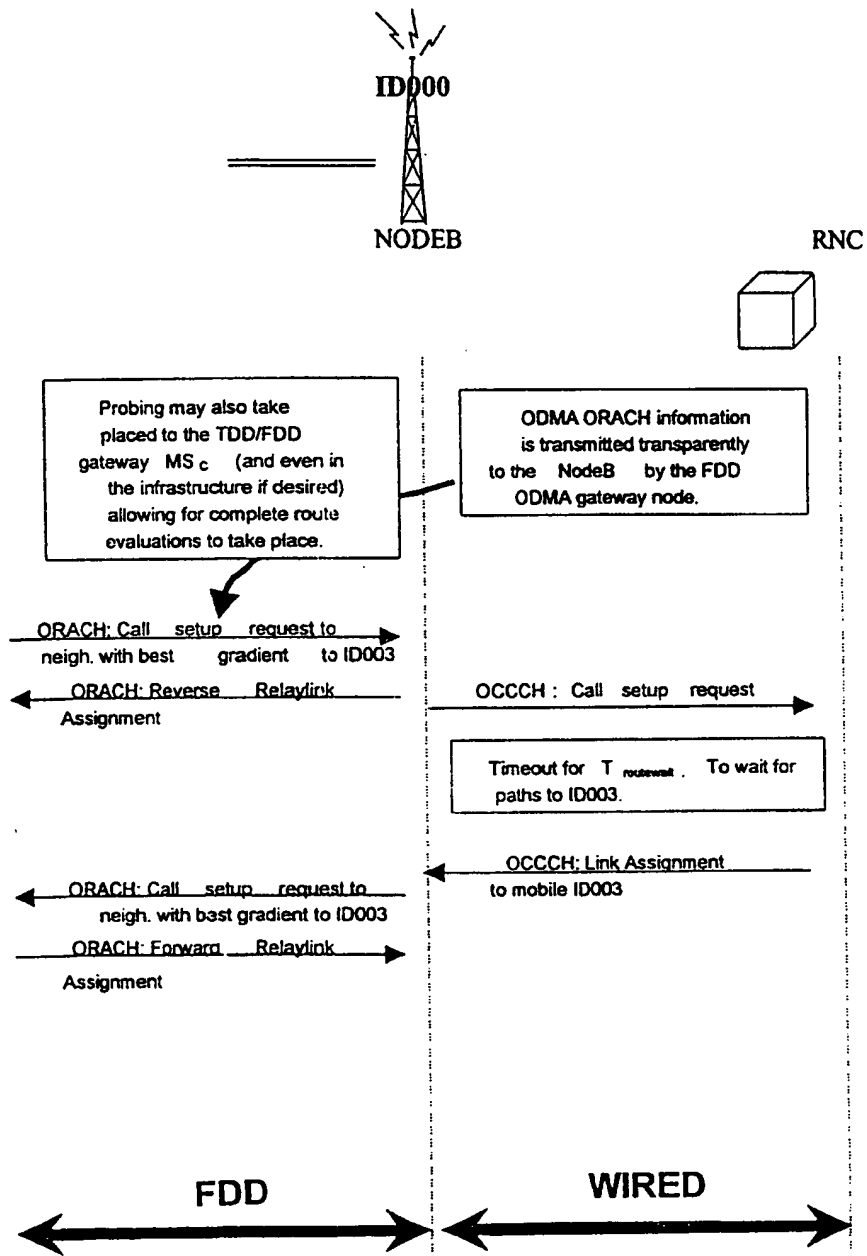 ID000
NODEB
RNC
Probing may also take
placed to the TDD/FDD
gateway MS c (and even in
the infrastructure if desired)
allowing for complete route
evaluations to take place.
ODMA ORACH information
is transmitted transparently
to the NodeB by the FDD
ODMA gateway node.
ORACH: Call setup request to
neigh. with best gradient to ID003
ORACH: Reverse Relaylink
Assignment
OCCCH : Call setup request
Timeout for T routewait . To wait for
paths to ID003.
OCCCH: Link Assignment
to mobile ID003
ORACH: Call setup request to
neigh. with best gradient to ID003
ORACH: Forward Relaylink
Assignment
FDD
WIRED